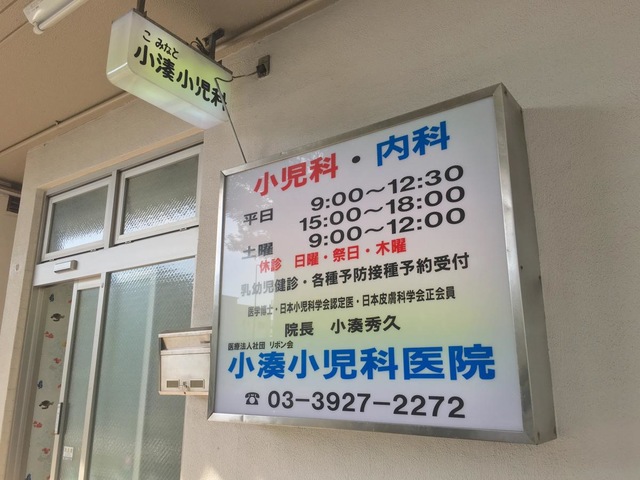 こみなと
小湊小児科
小児科・内科
平日 9:00～12:30
15:00～18:00
土曜 9:00～12:00
休診 日曜・祭日・木曜
乳幼児健診・各種予防接種予約受付
医学博士・日本小児科学会認定医・日本皮膚科学会正会員
院長 小湊秀久
医療法人社団 リボン会
小湊小児科医院
☎ 03-3927-2272